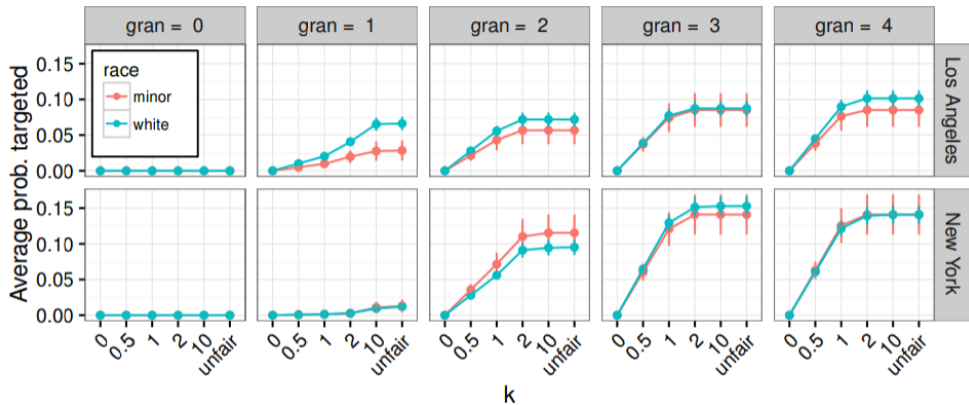 gran = 0
gran = 1
gran = 2
gran = 3
gran = 4
Average prob. targeted
0.15
0.10
0.05
0.00
race
minor
white
Los Angeles
0.15
0.10
0.05
0.00
New York
0 0.5 1 2 10 unfair
0 0.5 1 2 10 unfair
0 0.5 1 2 10 unfair
0 0.5 1 2 10 unfair
0 0.5 1 2 10 unfair
k